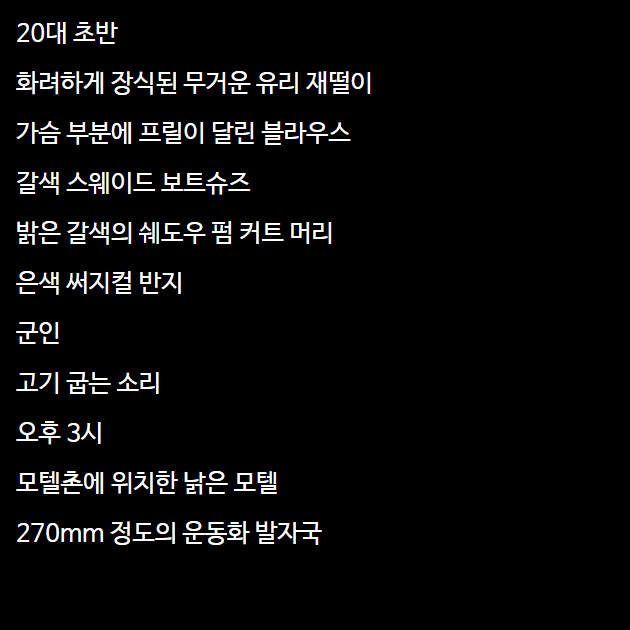 20대 초반
화려하게 장식된 무거운 유리 재떨이
가슴 부분에 프릴이 달린 블라우스
갈색 스웨이드 보트슈즈
밝은 갈색의 쉐도우 펌 커트 머리
은색 써지컬 반지
군인
고기 굽는 소리
오후 3시
모텔촌에 위치한 낡은 모텔
270mm 정도의 운동화 발자국